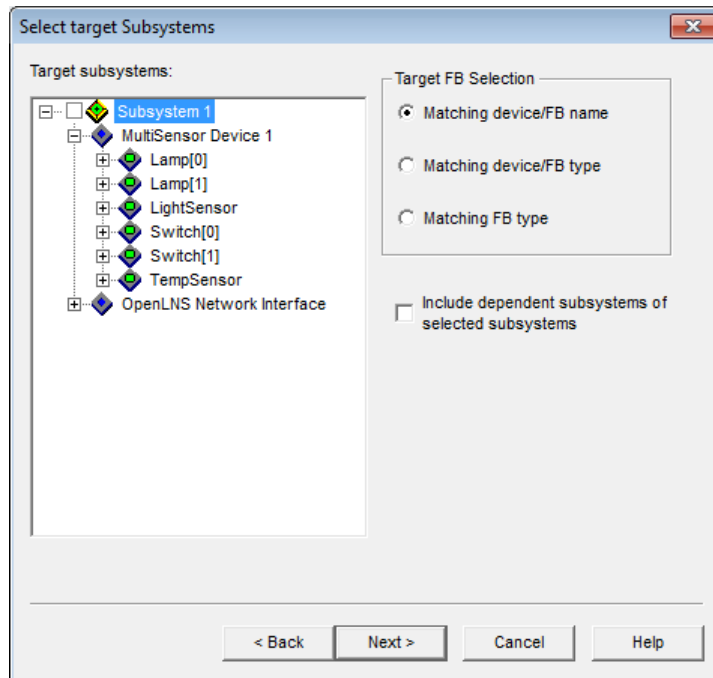 Select target Subsystems
Target subsystems:
Subsystem 1
MultiSensor Device 1
Lamp[0]
Lamp[1]
LightSensor
Switch[0]
Switch[1]
TempSensor
OpenLNS Network Interface
Target FB Selection
Matching device/FB name
Matching device/FB type
Matching FB type
Include dependent subsystems of
selected subsystems
< Back
Next >
Cancel
Help